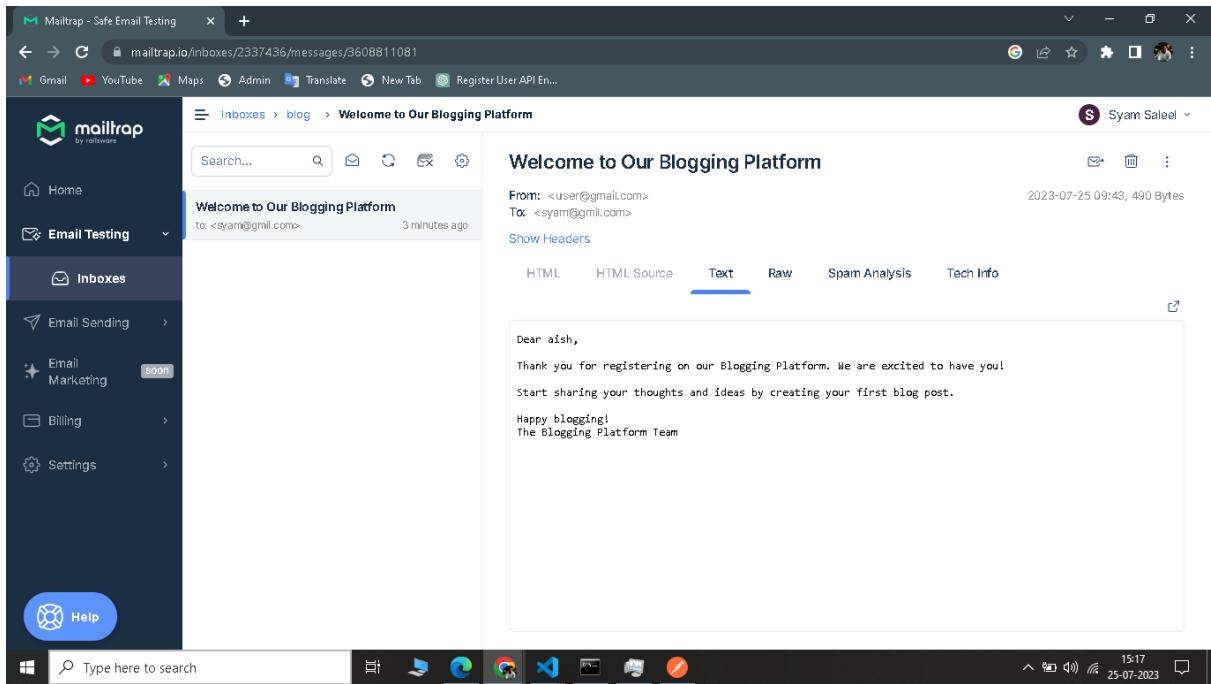 Mailtrap - Safe Email Testing
mailtrap.io/inboxes/2337436/messages/3608811081
Gmail YouTube Maps Admin Translate New Tab Register User API En...
mailtrap
by railsware
Inboxes > blog > Welcome to Our Blogging Platform
S Syam Saleel
Home
Email Testing
Inboxes
Email Sending
Email
Marketing
soon
Billing
Settings
Help
Search...
Welcome to Our Blogging Platform
to: <syam@gmil.com> 3 minutes ago
Welcome to Our Blogging Platform
From: <user@gmail.com>
2023-07-25 09:43, 490 Bytes
To: <syam@gmil.com>
Show Headers
HTML HTML Source Text Raw Spam Analysis Tech Info
Dear aish,
Thank you for registering on our Blogging Platform. We are excited to have you!
Start sharing your thoughts and ideas by creating your first blog post.
Happy blogging!
The Blogging Platform Team
Type here to search
15:17
25-07-2023